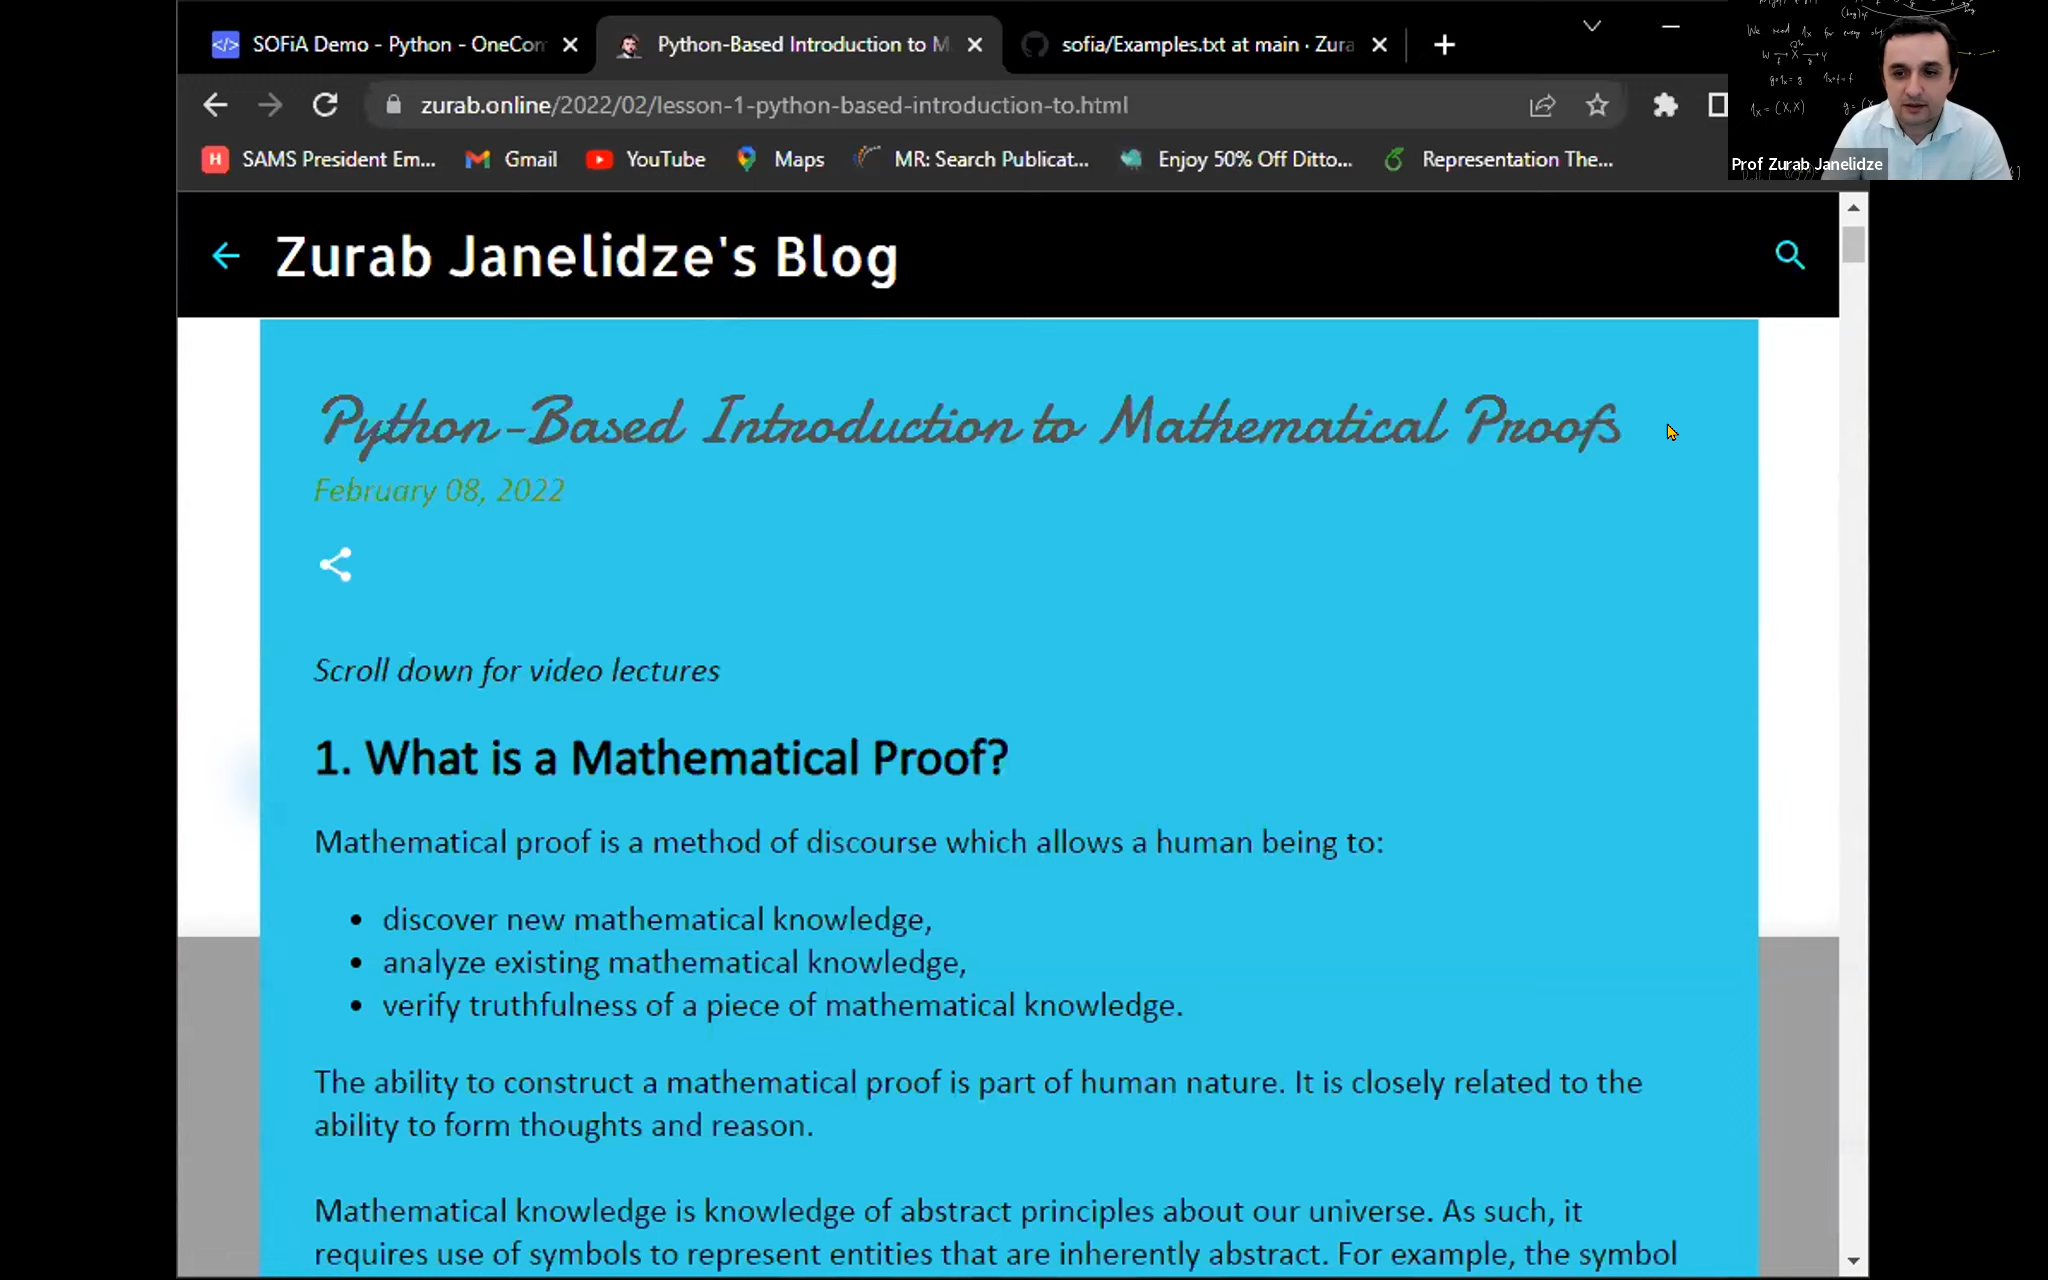 SOFiA Demo - Python - OneCom
Python-Based Introduction to M
sofia/Examples.txt at main · Zura
zurab.online/2022/02/lesson-1-python-based-introduction-to.html
SAMS President Em...
Gmail
YouTube
Maps
MR: Search Publicat...
Enjoy 50% Off Ditto...
Representation The...
We read 1x for every
Prof Zurab Janelidze
Zurab Janelidze's Blog
Python-Based Introduction to Mathematical Proofs
February 08, 2022
Scroll down for video lectures
1. What is a Mathematical Proof?
Mathematical proof is a method of discourse which allows a human being to:
• discover new mathematical knowledge,
• analyze existing mathematical knowledge,
• verify truthfulness of a piece of mathematical knowledge.
The ability to construct a mathematical proof is part of human nature. It is closely related to the
ability to form thoughts and reason.
Mathematical knowledge is knowledge of abstract principles about our universe. As such, it
requires use of symbols to represent entities that are inherently abstract. For example, the symbol